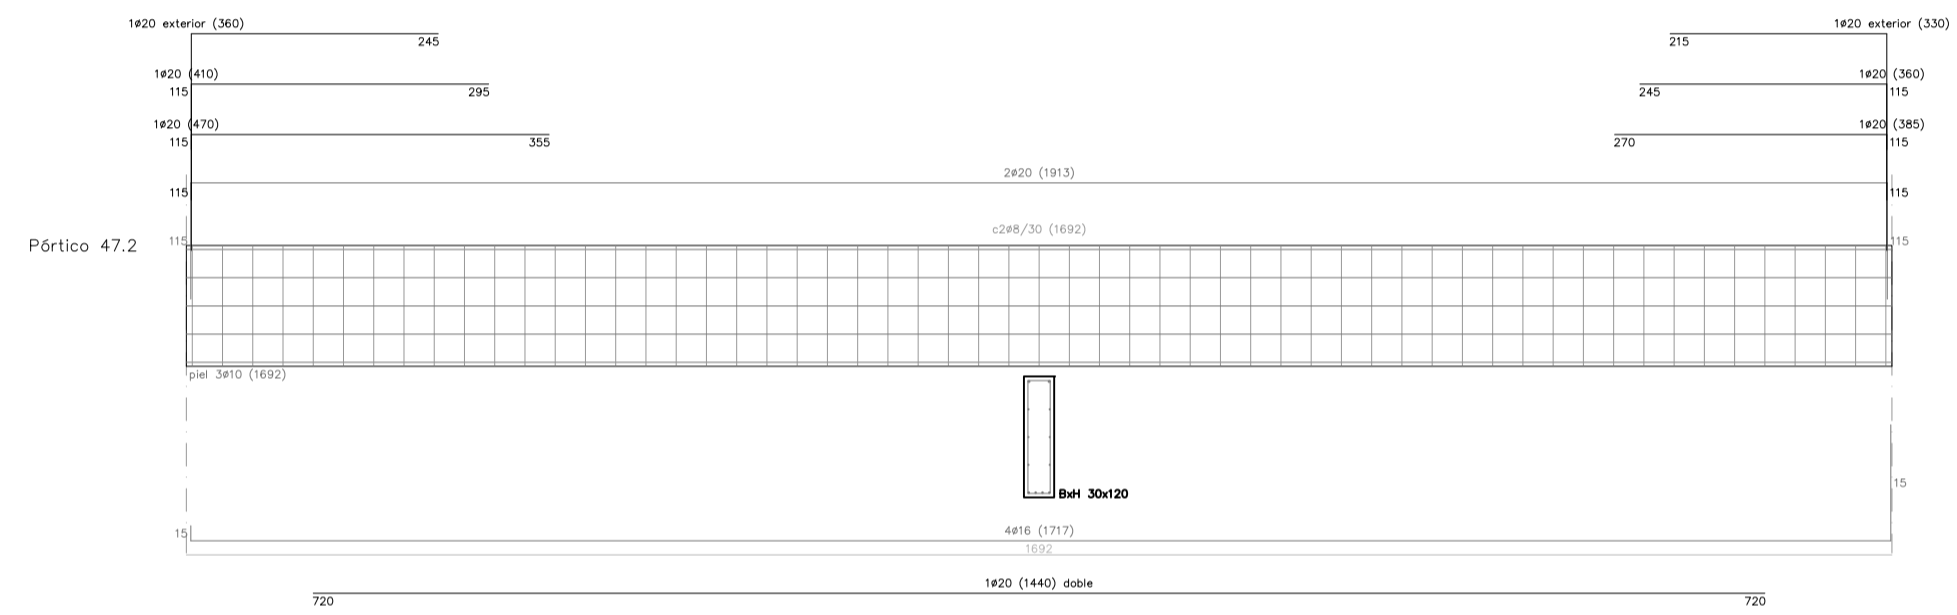 1ø20 exterior (360)
1ø20 exterior (330)
245
215
1ø20 (410)
1ø20 (360)
115
295
245
115
1ø20 (470)
1ø20 (385)
115
355
270
115
2ø20 (1913)
115
115
c2ø8/30 (1692)
Pórtico 47.2
115
115
piel 3ø10 (1692)
BxH 30x120
15
15
4ø16 (1717)
1692
1ø20 (1440) doble
720
720